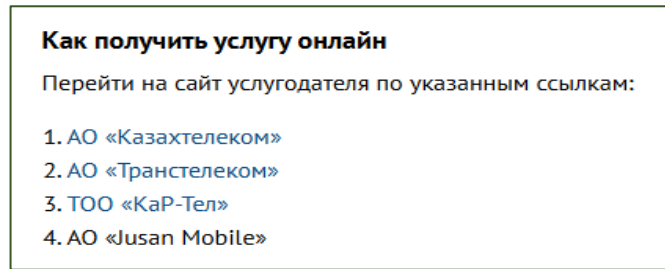 Как получить услугу онлайн
Перейти на сайт услугодателя по указанным ссылкам:
1. АО «Казахтелеком»
2. АО «Транстелеком»
3. ТОО «КаР-Тел»
4. АО «Jusan Mobile»